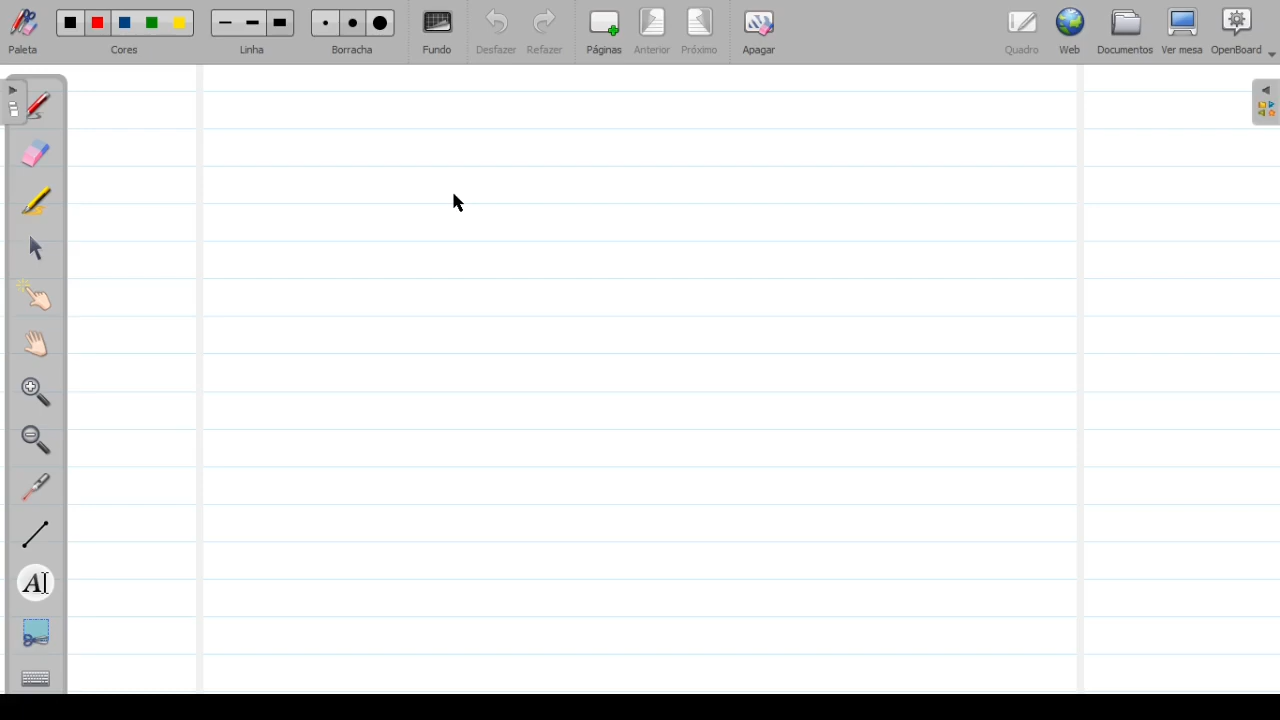 Paleta Cores Linha Borracha Fundo Desfazer Refazer Páginas Anterior Próximo Apagar Quadro Web Documentos Ver mesa OpenBoard
A